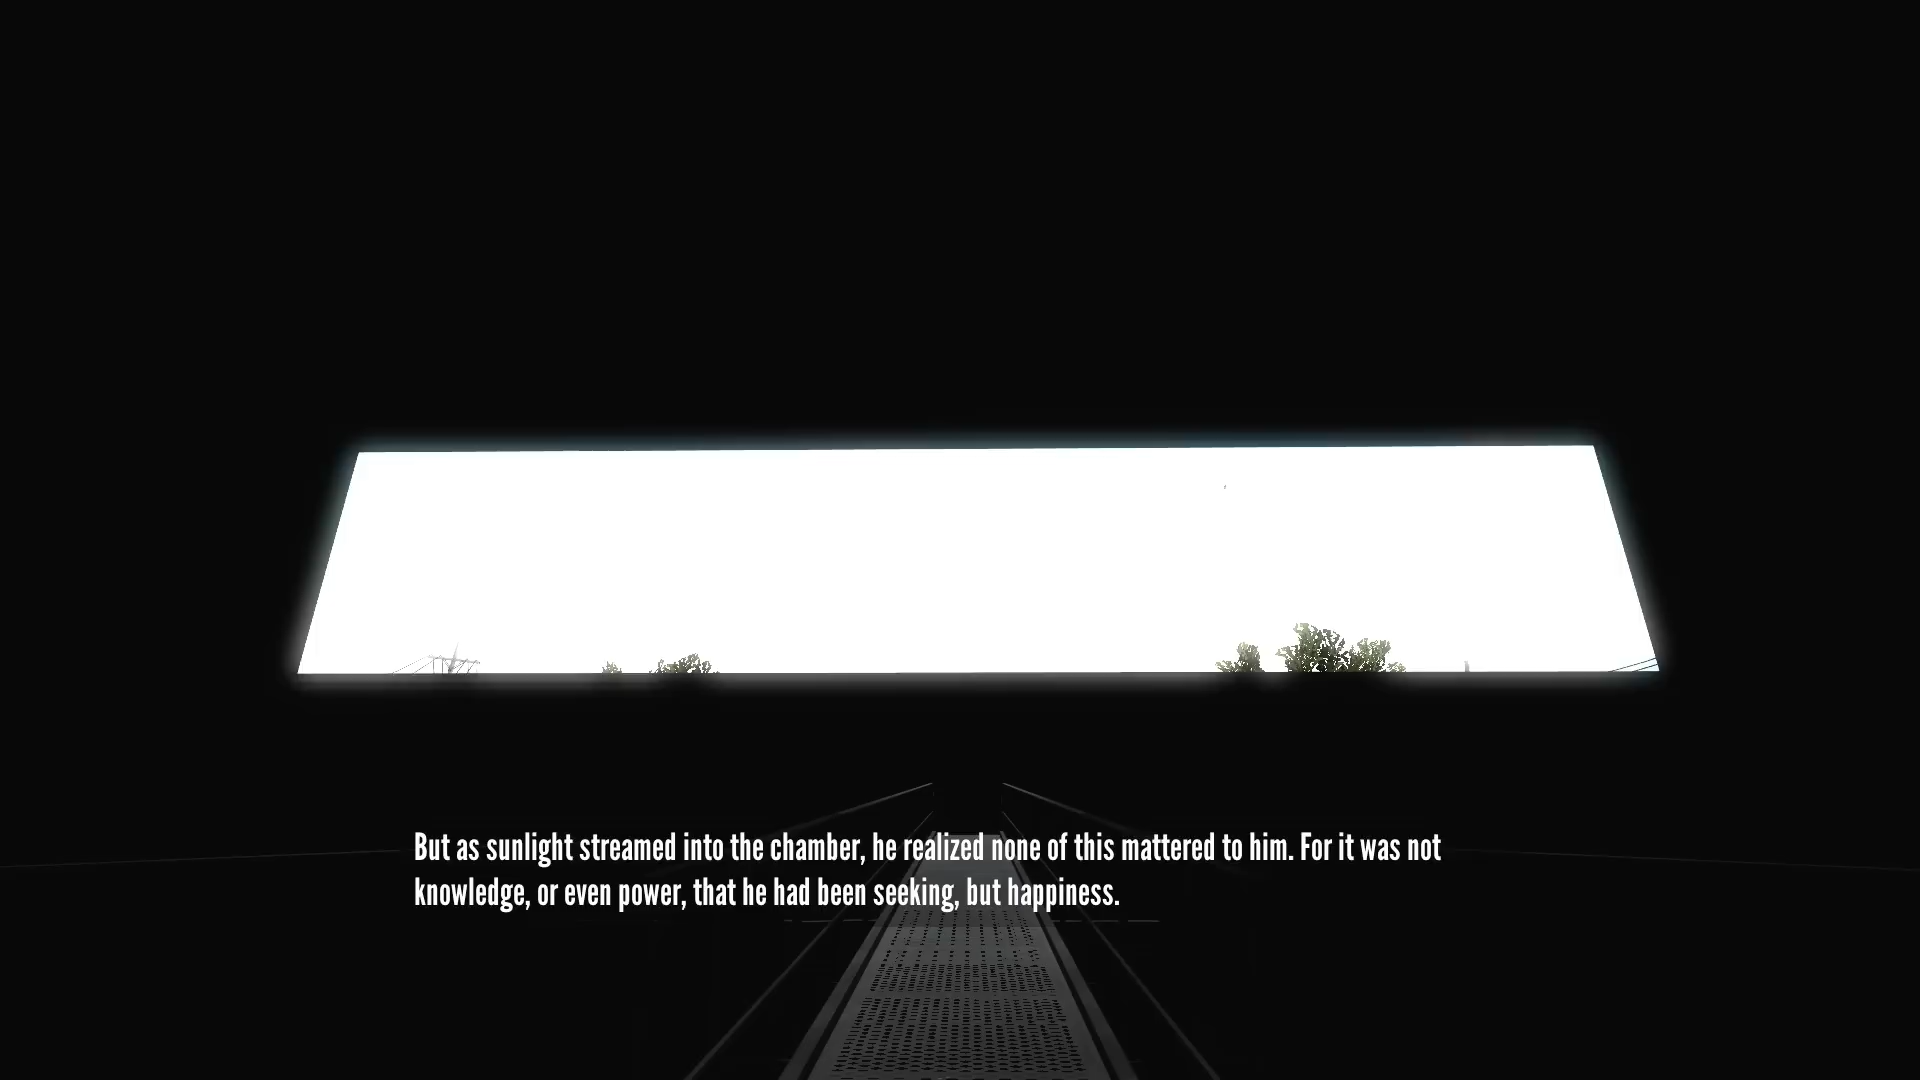 But as sunlight streamed into the chamber, he realized none of this mattered to him. For it was not
knowledge, or even power, that he had been seeking, but happiness.